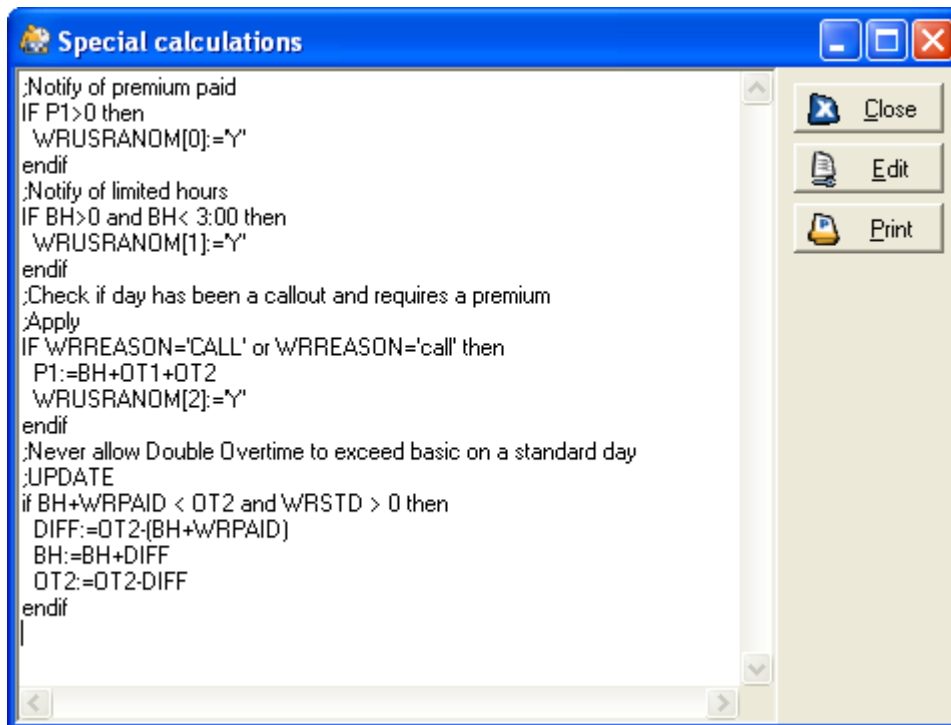 Special calculations
;Notify of premium paid
IF P1>0 then
WRUSRANOM[0]:='Y'
endif
;Notify of limited hours
IF BH>0 and BH< 3:00 then
WRUSRANOM[1]:='Y'
endif
;Check if day has been a callout and requires a premium
;Apply
IF WRREASON='CALL' or WRREASON='call' then
P1:=BH+OT1+OT2
WRUSRANOM[2]:='Y'
endif
;Never allow Double Overtime to exceed basic on a standard day
;UPDATE
if BH+WRPAID < OT2 and WRSTD > 0 then
DIFF:=OT2-(BH+WRPAID)
BH:=BH+DIFF
OT2:=OT2-DIFF
endif
Close
Edit
Print